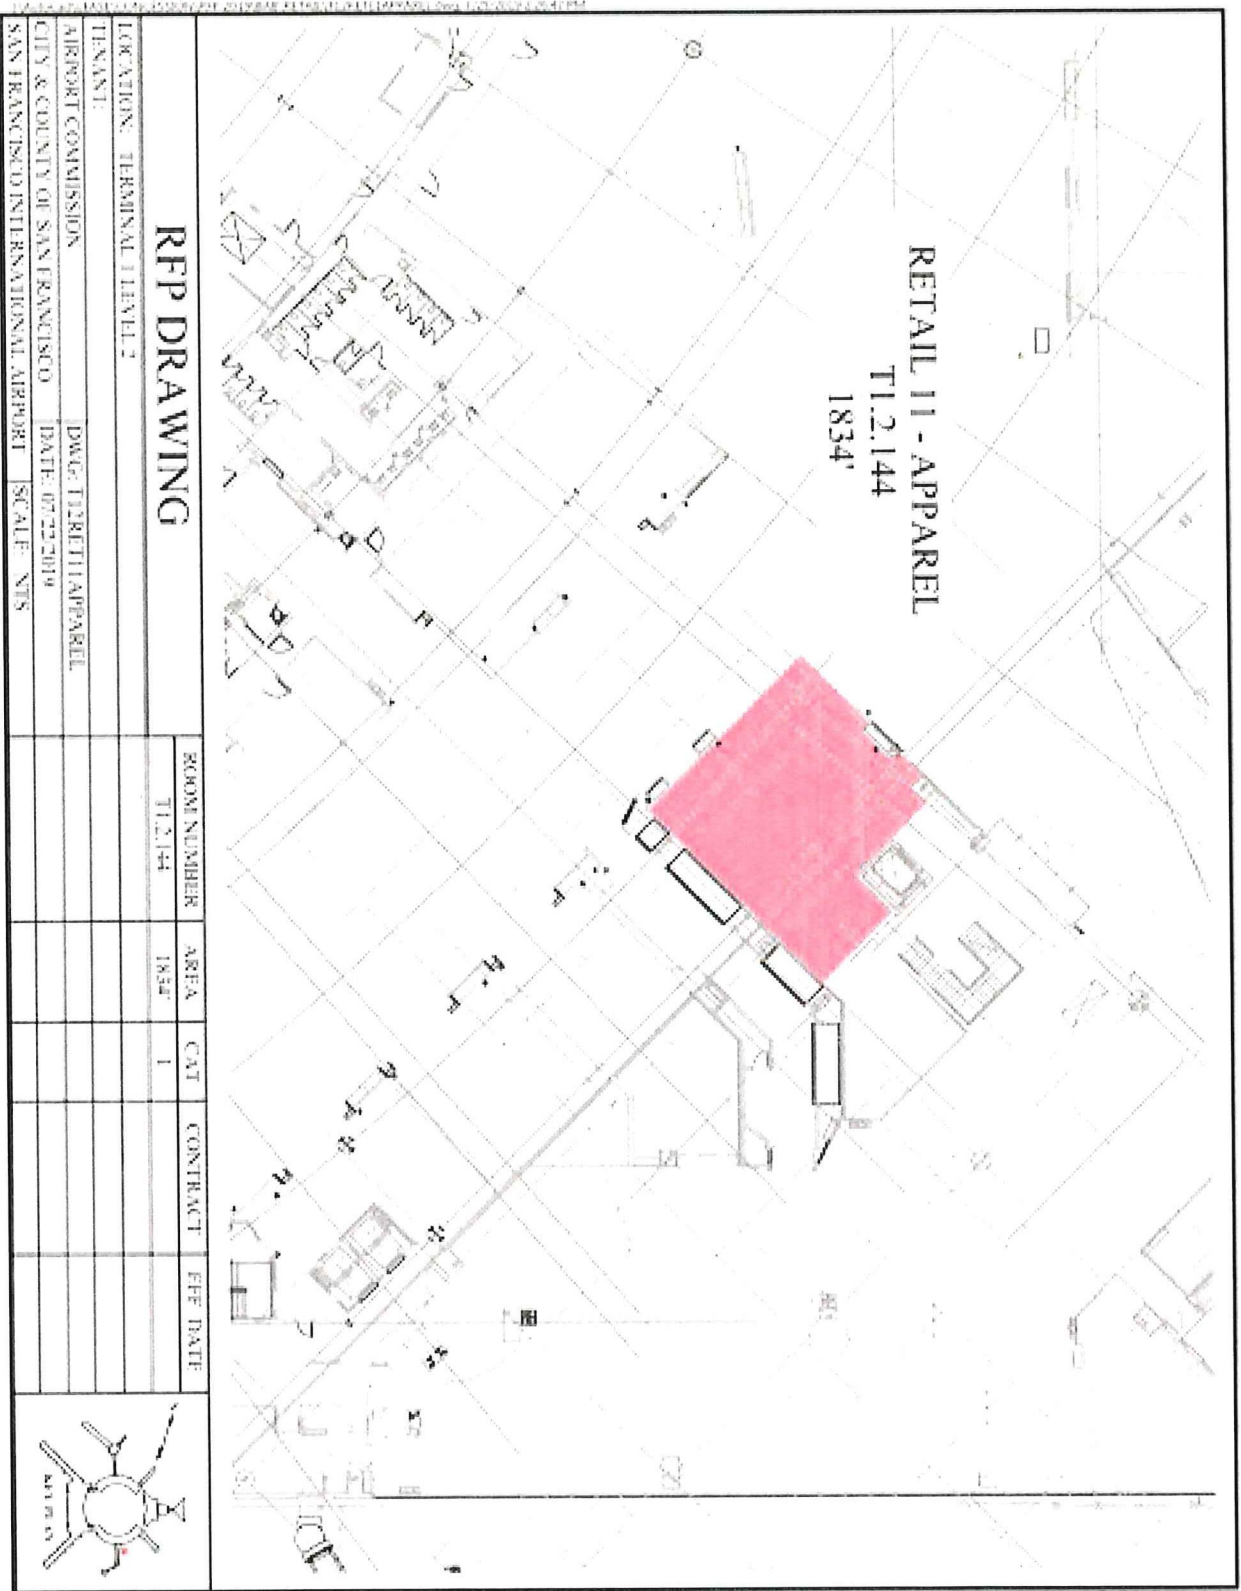 RETAIL 11 - APPAREL
T1.2.144
1834'
RFP DRAWING
LOCATION: TERMINAL 1 LEVEL 2
TENANT:
AIRPORT COMMISSION
CITY & COUNTY OF SAN FRANCISCO
SAN FRANCISCO INTERNATIONAL AIRPORT
DWG: T12RET11APPAREL
DATE: 07/22/2019
SCALE: NTS
ROOM NUMBER AREA CAT CONTRACT EFF DATE
T1.2.144 1834' 1